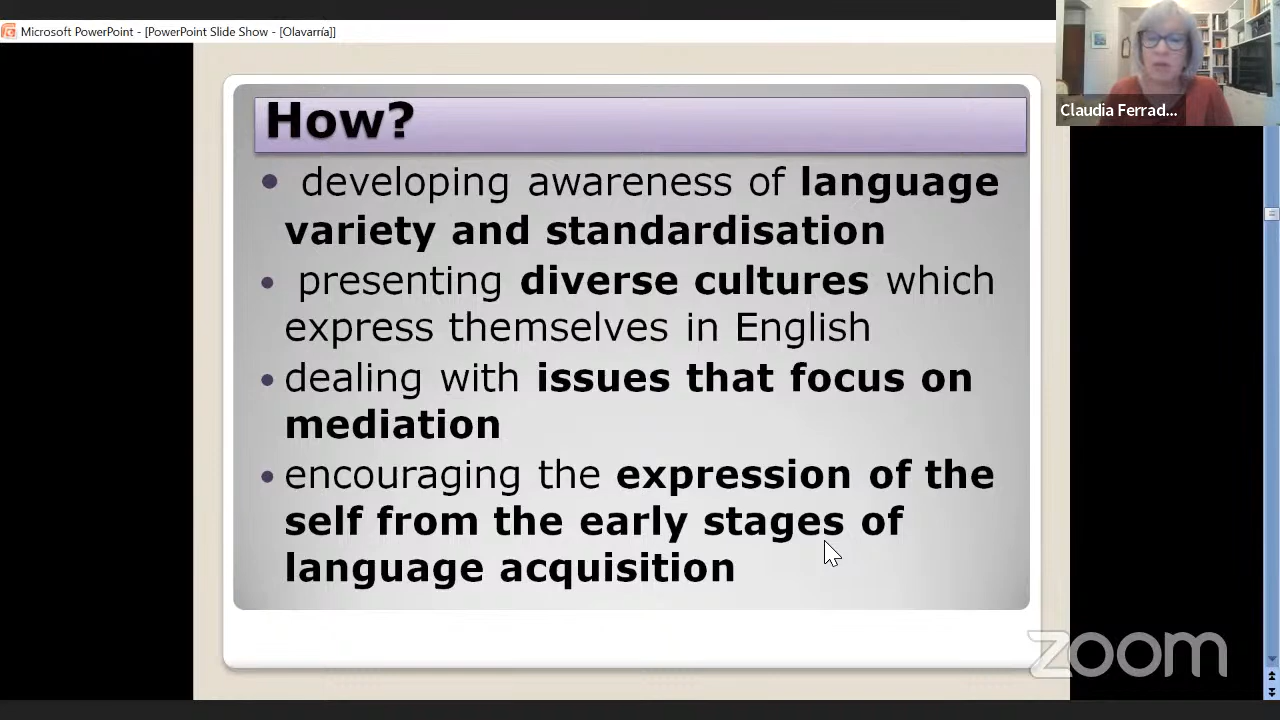 Microsoft PowerPoint - [PowerPoint Slide Show - [Olavarría]]
Claudia Ferrad...
How?
• developing awareness of language
variety and standardisation
• presenting diverse cultures which
express themselves in English
• dealing with issues that focus on
mediation
• encouraging the expression of the
self from the early stages of
language acquisition
zoom